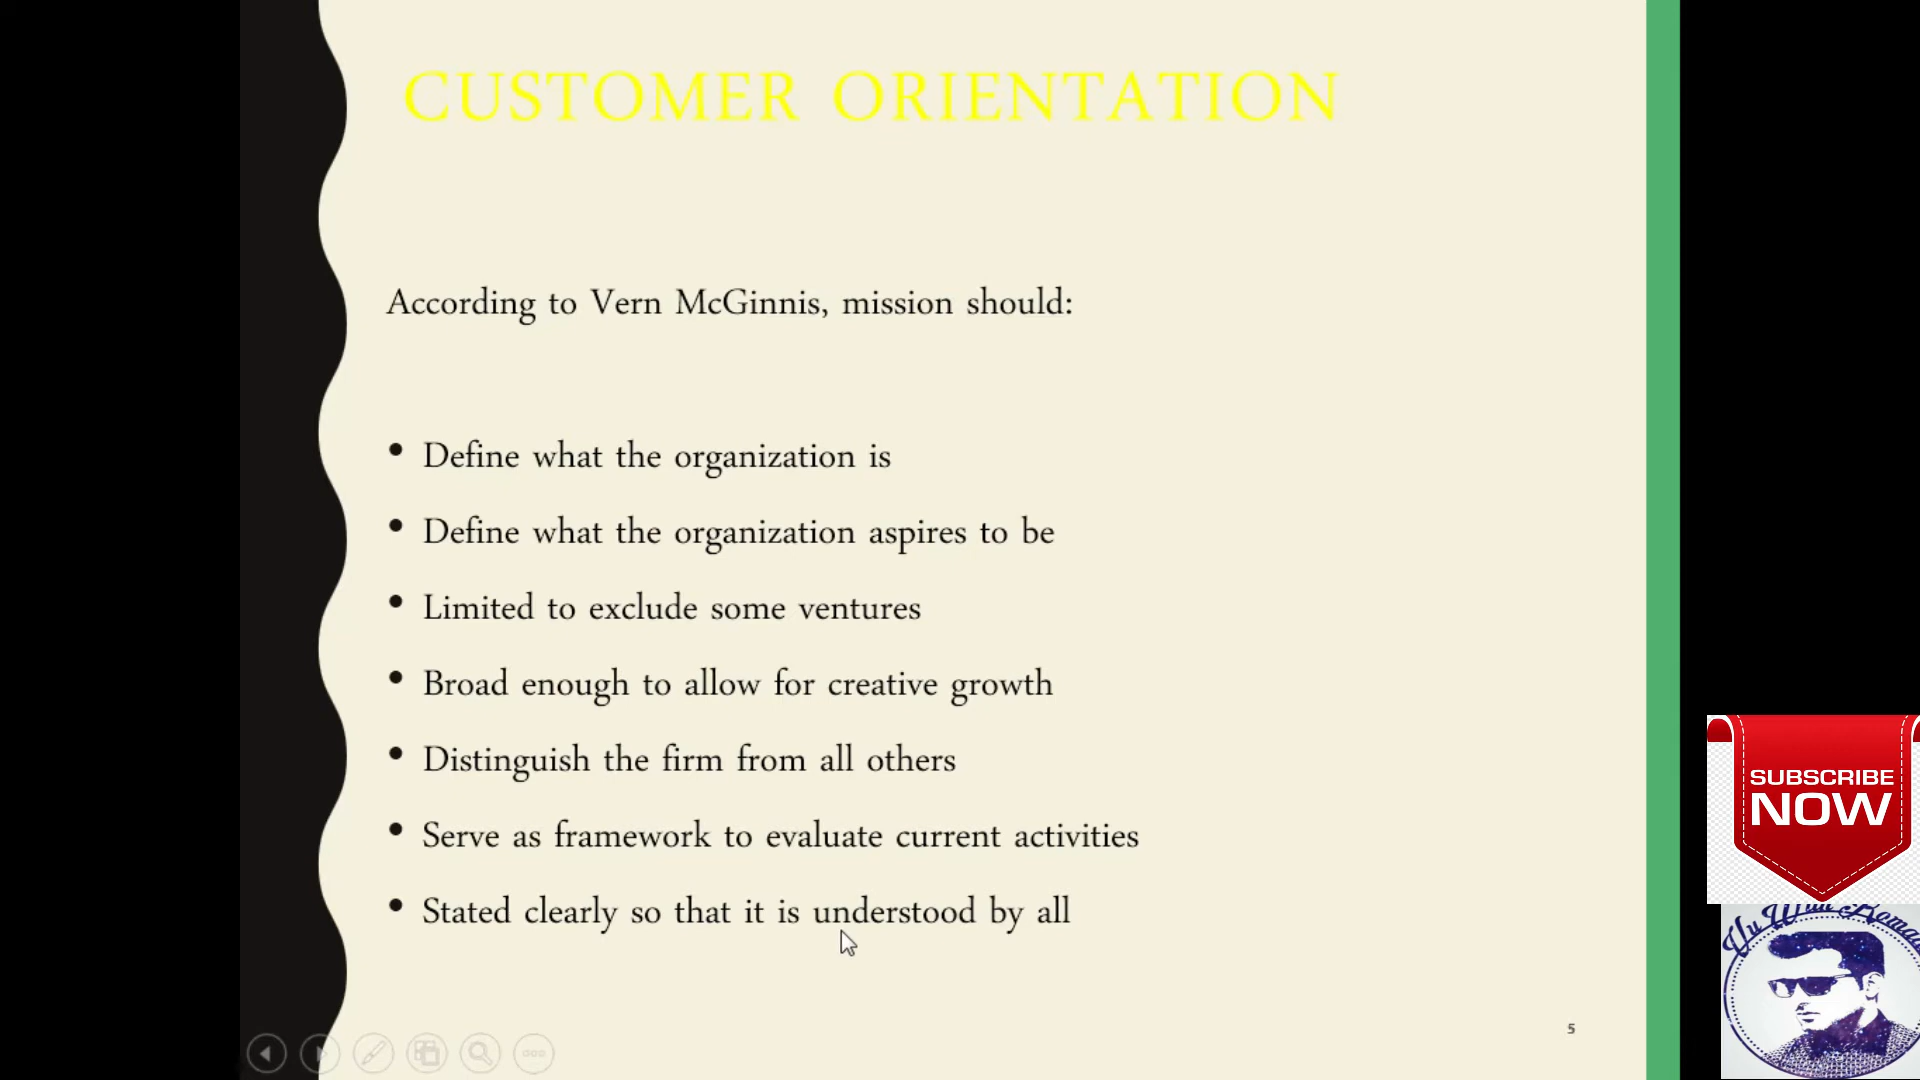 CUSTOMER ORIENTATION
According to Vern McGinnis, mission should:
• Define what the organization is
• Define what the organization aspires to be
• Limited to exclude some ventures
• Broad enough to allow for creative growth
• Distinguish the firm from all others
• Serve as framework to evaluate current activities
• Stated clearly so that it is understood by all
5
SUBSCRIBE
NOW
With